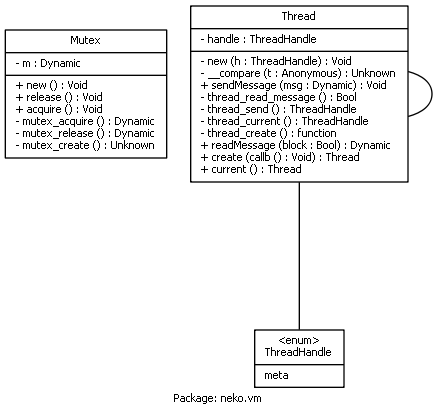 Mutex
- m : Dynamic
+ new () : Void
+ release () : Void
+ acquire () : Void
- mutex_acquire () : Dynamic
- mutex_release () : Dynamic
- mutex_create () : Unknown
Thread
- handle : ThreadHandle
- new (h : ThreadHandle) : Void
- __compare (t : Anonymous) : Unknown
+ sendMessage (msg : Dynamic) : Void
- thread_read_message () : Bool
- thread_send () : ThreadHandle
- thread_current () : ThreadHandle
- thread_create () : function
+ readMessage (block : Bool) : Dynamic
+ create (callb () : Void) : Thread
+ current () : Thread
<enum>
ThreadHandle
meta
Package: neko.vm